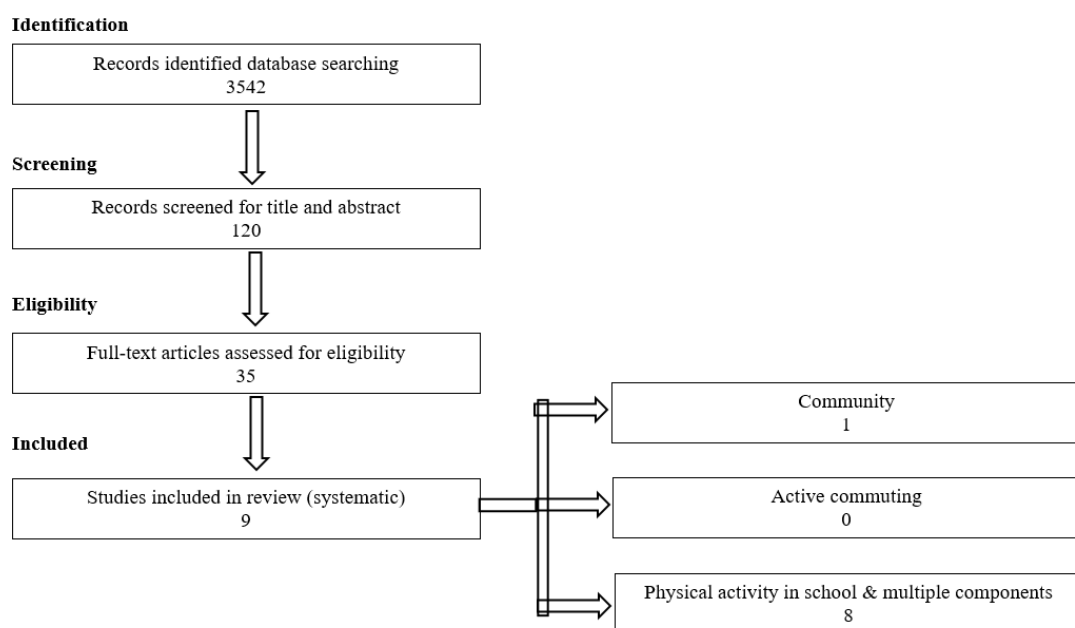 Identification
Records identified database searching
3542
Screening
Records screened for title and abstract
120
Eligibility
Full-text articles assessed for eligibility
35
Included
Studies included in review (systematic)
9
Community
1
Active commuting
0
Physical activity in school & multiple components
8